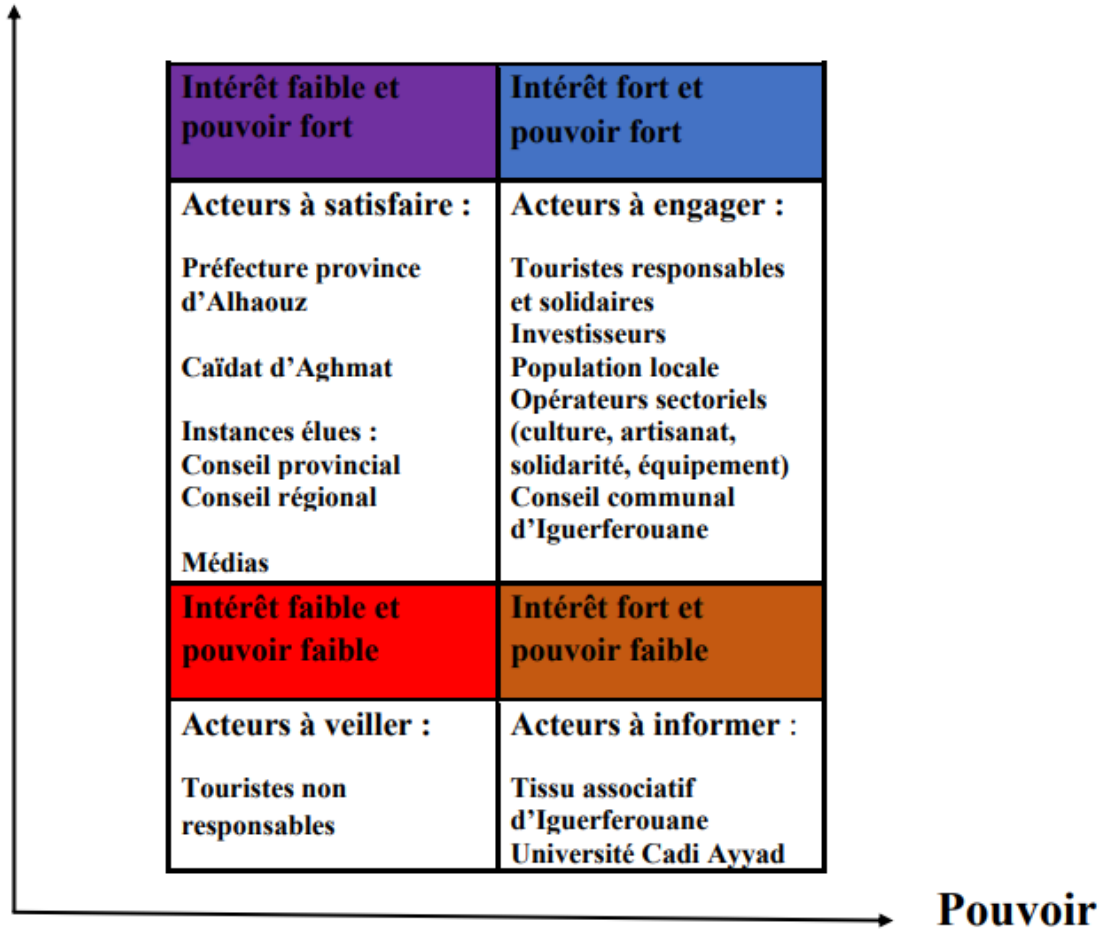 Intérêt faible et
pouvoir fort
Intérêt fort et
pouvoir fort
Acteurs à satisfaire :
Préfecture province
d'Alhaouz
Caïdat d'Aghmat
Instances élues :
Conseil provincial
Conseil régional
Médias
Acteurs à engager :
Touristes responsables
et solidaires
Investisseurs
Population locale
Opérateurs sectoriels
(culture, artisanat,
solidarité, équipement)
Conseil communal
d'Iguerferouane
Intérêt faible et
pouvoir faible
Intérêt fort et
pouvoir faible
Acteurs à veiller :
Touristes non
responsables
Acteurs à informer :
Tissu associatif
d'Iguerferouane
Université Cadi Ayyad
Pouvoir